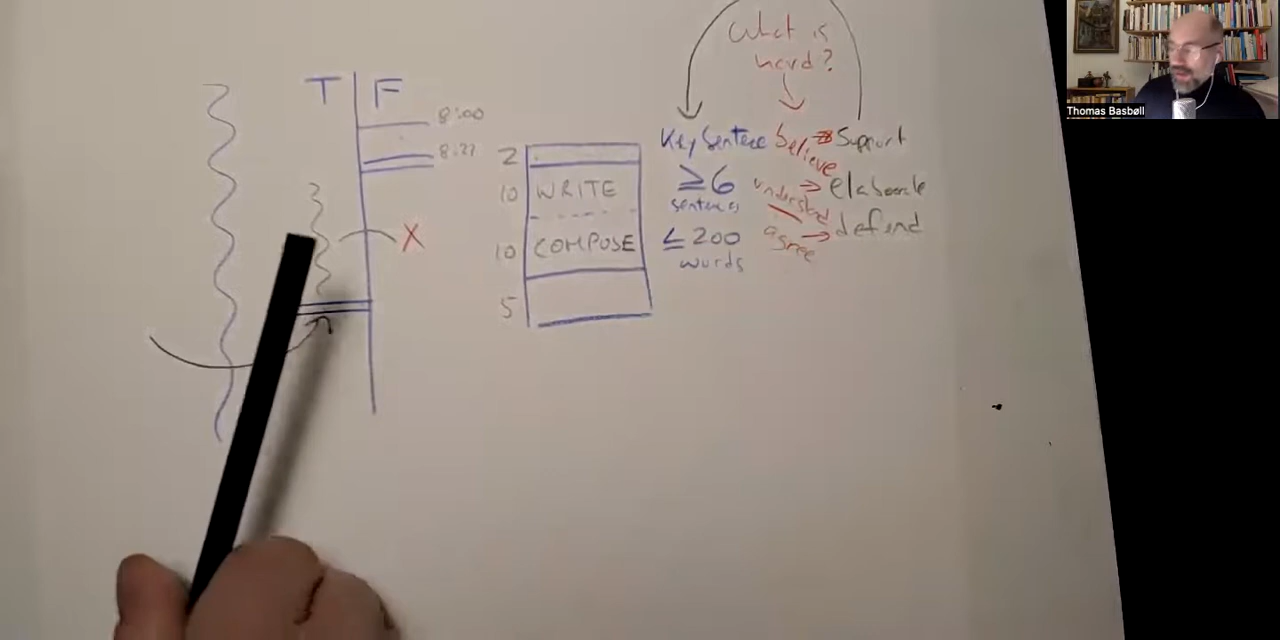 What is
hard?
T F
8:00
8:27
Key Sentence believe → Support
2
≥6
sentences
understand → elaborate
10 WRITE
agree → defend
10 COMPOSE
≤ 200
words
X
5
Thomas Basbøll